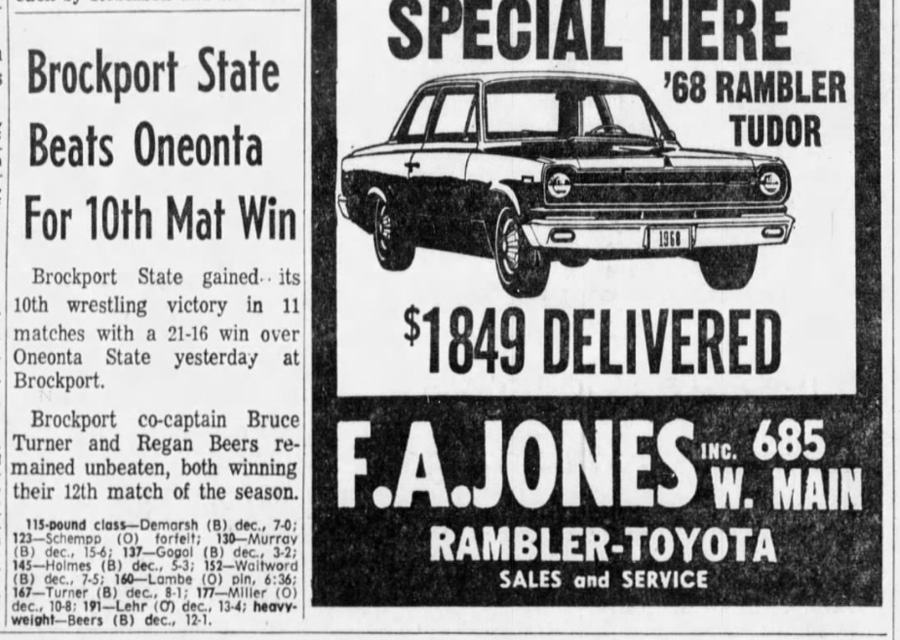 Brockport State
Beats Oneonta
For 10th Mat Win
Brockport State gained its
10th wrestling victory in 11
matches with a 21-16 win over
Oneonta State yesterday at
Brockport.
Brockport co-captain Bruce
Turner and Regan Beers re-
mained unbeaten, both winning
their 12th match of the season.
115-pound class—Demarsh (B) dec., 7-0;
123—Schempp (O) forfeit; 130—Murray
(B) dec., 15-6; 137—Gogol (B) dec., 3-2;
145—Holmes (B) dec., 5-3; 152—Waitword
(B) dec., 7-5; 160—Lambe (O) pin, 6:36;
167—Turner (B) dec., 8-1; 177—Miller (O)
dec., 10-8; 191—Lehr (O) dec., 13-4; heavy-
weight—Beers (B) dec., 12-1.
SPECIAL HERE
'68 RAMBLER
TUDOR
1968
$1849 DELIVERED
F.A.JONES INC. 685
W. MAIN
RAMBLER-TOYOTA
SALES and SERVICE